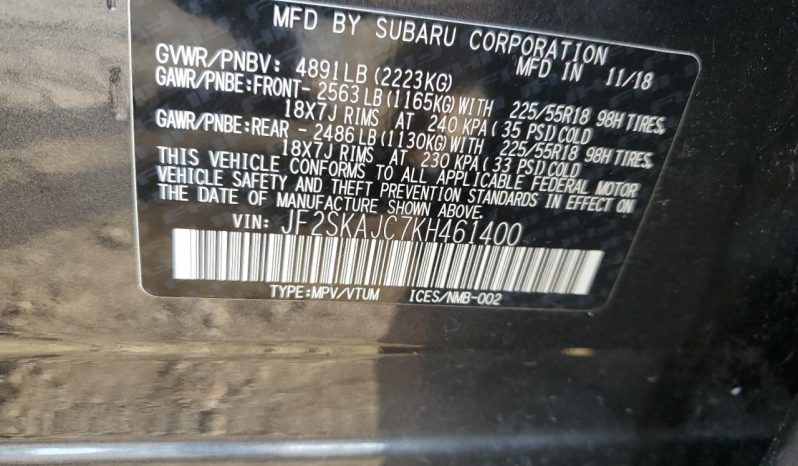 MFD BY SUBARU CORPORATION
GVWR/PNBV: 4891LB(2223KG) MFD IN 11/18
GAWR/PNBE:FRONT- 2563LB(1165KG)WITH 225/55R18 98H TIRES,
18X7J RIMS AT 240 KPA(35 PSI)COLD
GAWR/PNBE:REAR - 2486LB(1130KG)WITH 225/55R18 98H TIRES,
18X7J RIMS AT 230 KPA(33 PSI)COLD
THIS VEHICLE CONFORMS TO ALL APPLICABLE FEDERAL MOTOR
VEHICLE SAFETY AND THEFT PREVENTION STANDARDS IN EFFECT ON
THE DATE OF MANUFACTURE SHOWN ABOVE.
VIN: JF2SKAJC7KH461400
TYPE:MPV/VTUM ICES/NMB-002